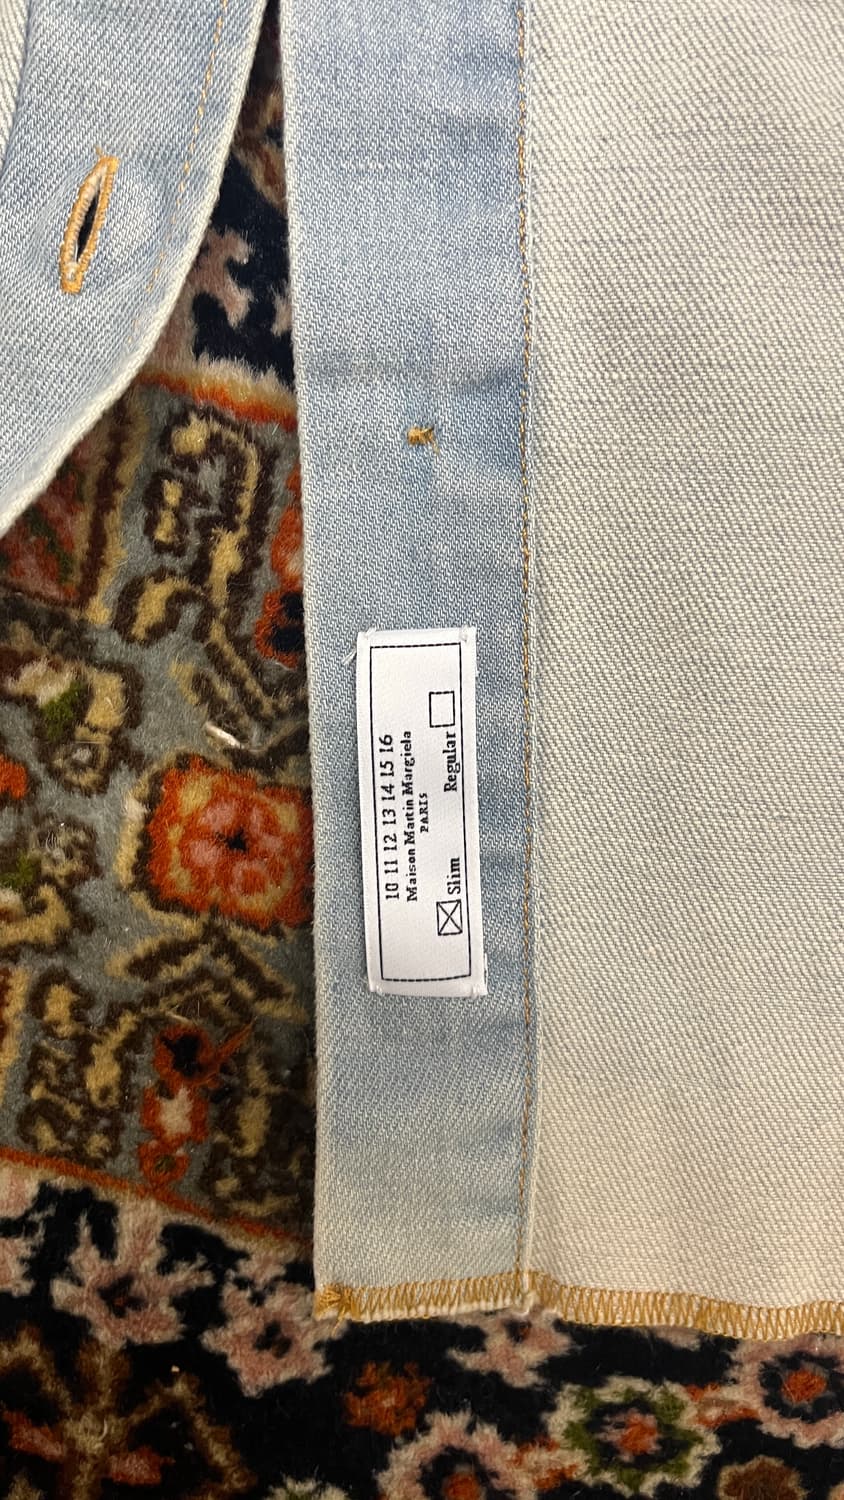 10 11 12 13 14 15 16
Maison Martin Margiela
PARIS
Slim Regular